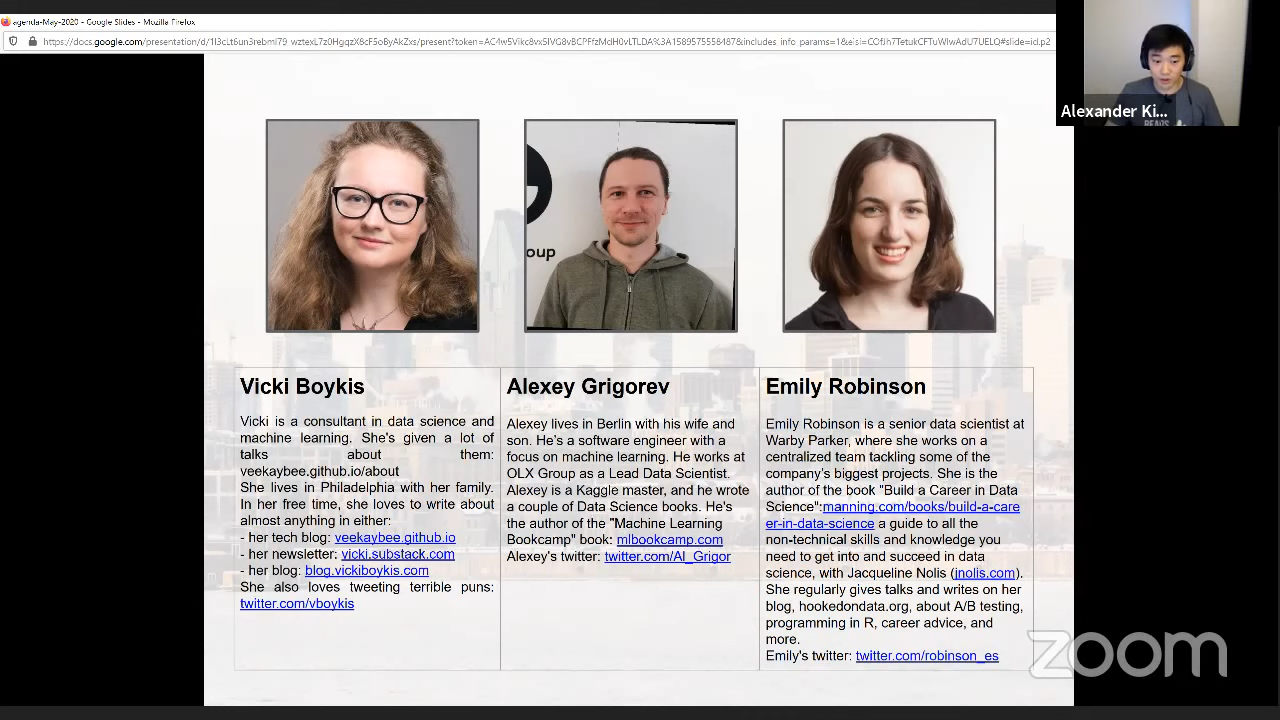 agenda-May-2020 - Google Slides - Mozilla Firefox
Alexander Ki...
oup
Vicki Boykis
Vicki is a consultant in data science and
machine learning. She's given a lot of
talks about them:
veekaybee.github.io/about
She lives in Philadelphia with her family.
In her free time, she loves to write about
almost anything in either:
- her tech blog: veekaybee.github.io
- her newsletter: vicki.substack.com
- her blog: blog.vickiboykis.com
She also loves tweeting terrible puns:
twitter.com/vboykis
Alexey Grigorev
Alexey lives in Berlin with his wife and
son. He's a software engineer with a
focus on machine learning. He works at
OLX Group as a Lead Data Scientist.
Alexey is a Kaggle master, and he wrote
a couple of Data Science books. He's
the author of the "Machine Learning
Bookcamp" book: mlbookcamp.com
Alexey's twitter: twitter.com/Al_Grigor
Emily Robinson
Emily Robinson is a senior data scientist at
Warby Parker, where she works on a
centralized team tackling some of the
company's biggest projects. She is the
author of the book "Build a Career in Data
Science":manning.com/books/build-a-care
er-in-data-science a guide to all the
non-technical skills and knowledge you
need to get into and succeed in data
science, with Jacqueline Nolis (jnolis.com).
She regularly gives talks and writes on her
blog, hookedondata.org, about A/B testing,
programming in R, career advice, and
more.
Emily's twitter: twitter.com/robinson_es
zoom